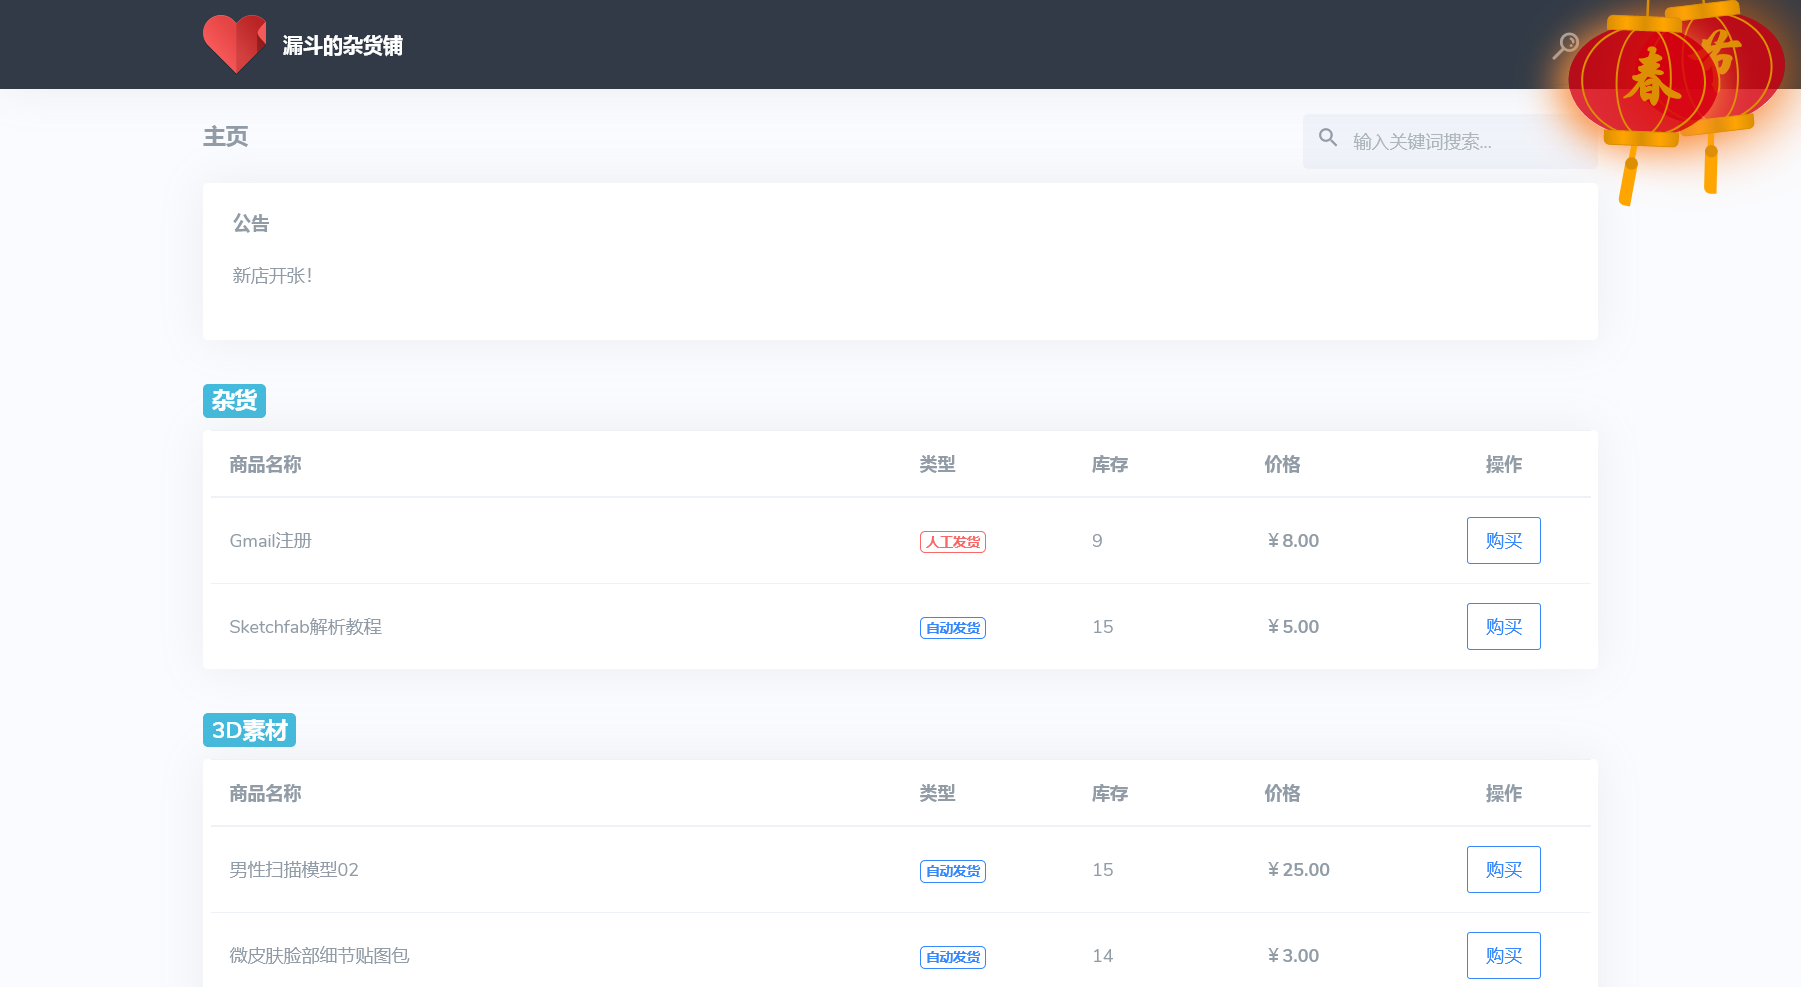 漏斗的杂货铺
春
节
主页
输入关键词搜索...
公告
新店开张！
杂货
商品名称 类型 库存 价格 操作
Gmail注册 人工发货 9 ¥8.00 购买
Sketchfab解析教程 自动发货 15 ¥5.00 购买
3D素材
商品名称 类型 库存 价格 操作
男性扫描模型02 自动发货 15 ¥25.00 购买
微皮肤脸部细节贴图包 自动发货 14 ¥3.00 购买